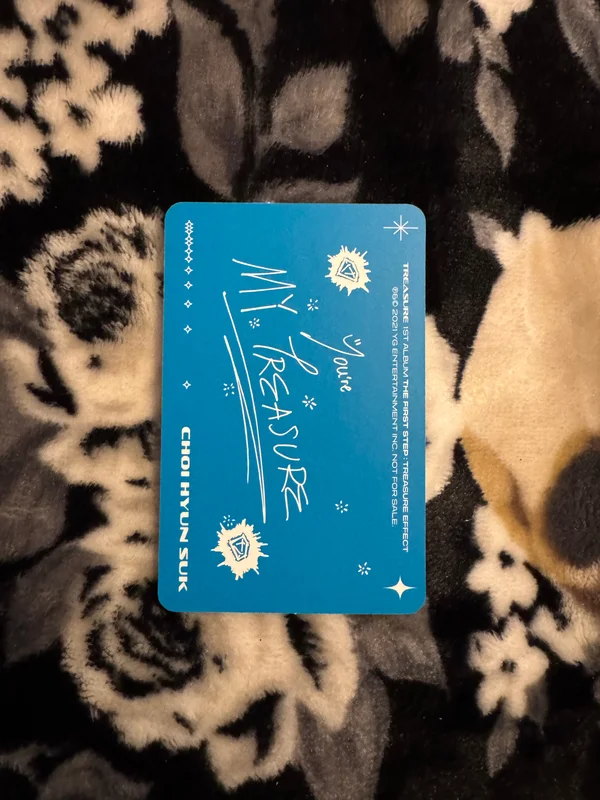 TREASURE 1ST ALBUM THE FIRST STEP : TREASURE EFFECT
℗&© 2021 YG ENTERTAINMENT INC. NOT FOR SALE.
You're
MY TREASURE
CHOI HYUN SUK